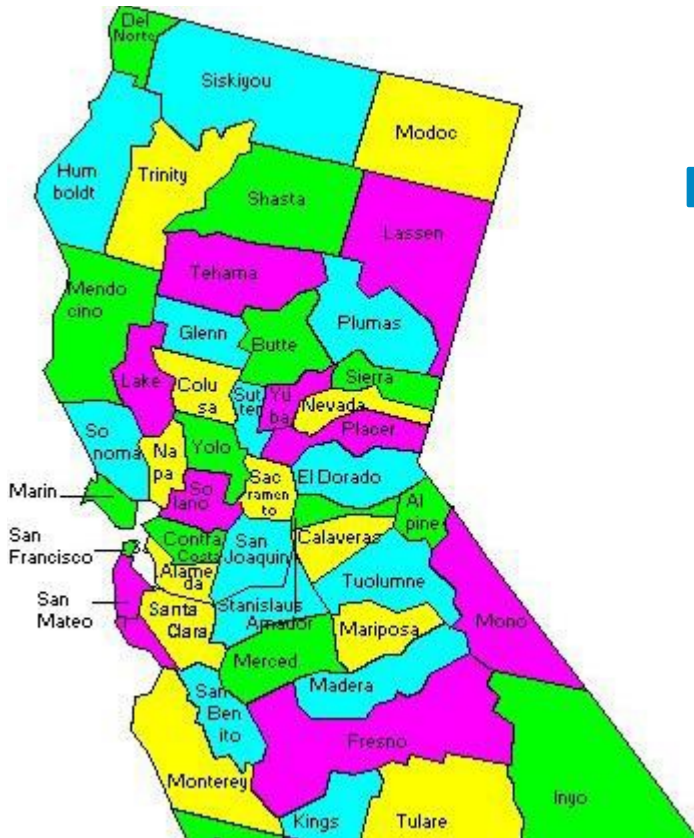 Del
Norte
Siskiyou
Modoc
Hum
boldt
Trinity
Shasta
Lassen
Tehama
Mendo
cino
Plumas
Glenn
Butte
Lake
Colu
sa
Sut
ter
Yu
ba
Sierra
Nevada
Placer
So
noma
Na
pa
Yolo
So
lano
Sac
ramen
to
El Dorado
Marin
Al
pine
San
Francisco
Contra
Costa
San
Joaquin
Calaveras
Alame
da
Tuolumne
San
Mateo
Santa
Clara
Stanislaus
Amador
Mariposa
Mono
Merced
Madera
San
Ben
ito
Fresno
Monterey
Inyo
Kings
Tulare